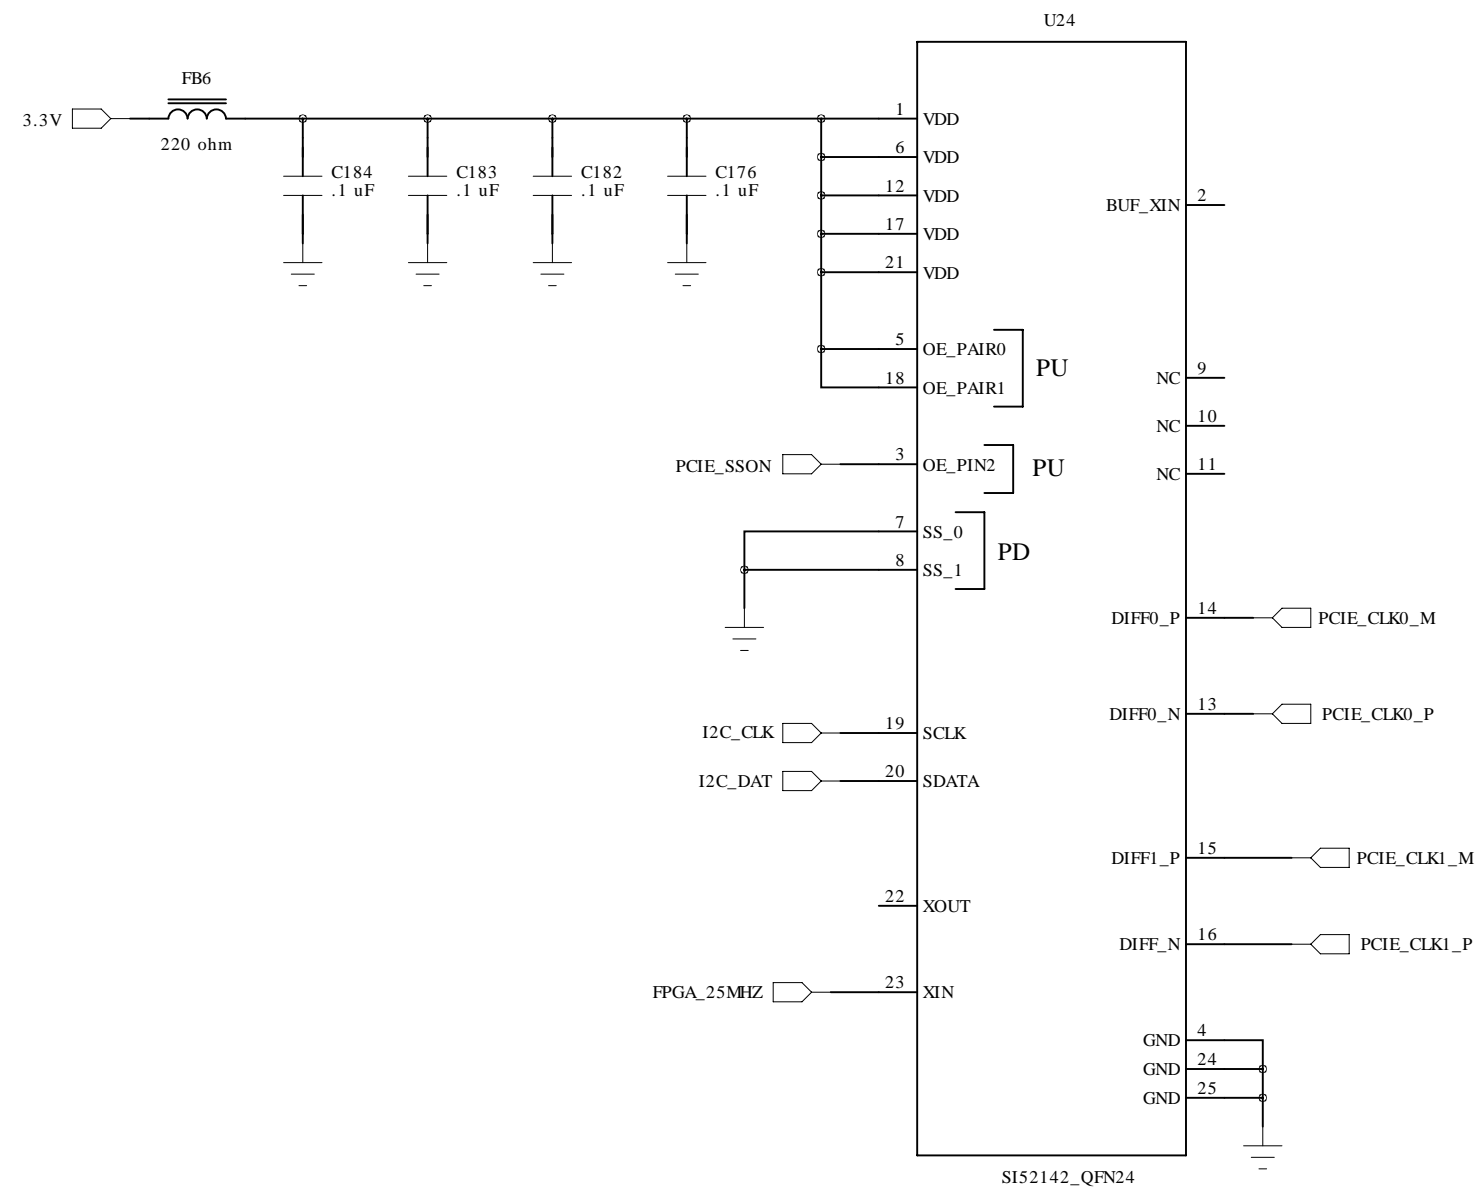 U24
FB6
3.3V
220 ohm
C184
.1 uF
C183
.1 uF
C182
.1 uF
C176
.1 uF
1 VDD
6 VDD
12 VDD
17 VDD
21 VDD
BUF_XIN 2
5 OE_PAIR0
18 OE_PAIR1
PU
NC 9
NC 10
NC 11
PCIE_SSON 3 OE_PIN2
PU
7 SS_0
8 SS_1
PD
DIFF0_P 14 PCIE_CLK0_M
DIFF0_N 13 PCIE_CLK0_P
I2C_CLK 19 SCLK
I2C_DAT 20 SDATA
DIFF1_P 15 PCIE_CLK1_M
22 XOUT
DIFF_N 16 PCIE_CLK1_P
FPGA_25MHZ 23 XIN
GND 4
GND 24
GND 25
SI52142_QFN24